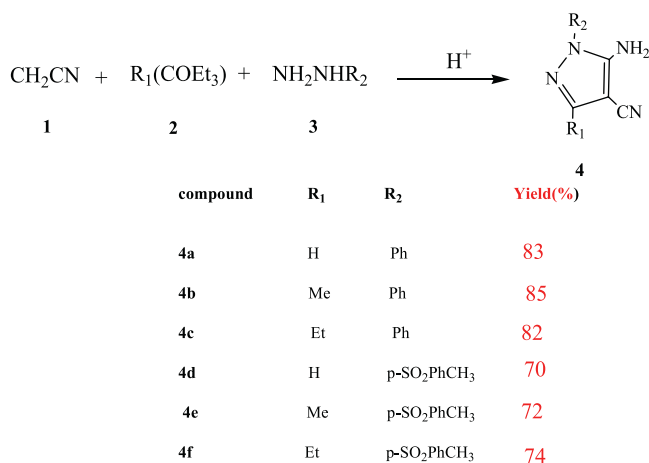 CH₂CN + R₁(COEt₃) + NH₂NHR₂ H⁺ R₂ N NH₂ N CN R₁
1 2 3 4
compound R₁ R₂ Yield(%)
4a H Ph 83
4b Me Ph 85
4c Et Ph 82
4d H p-SO₂PhCH₃ 70
4e Me p-SO₂PhCH₃ 72
4f Et p-SO₂PhCH₃ 74